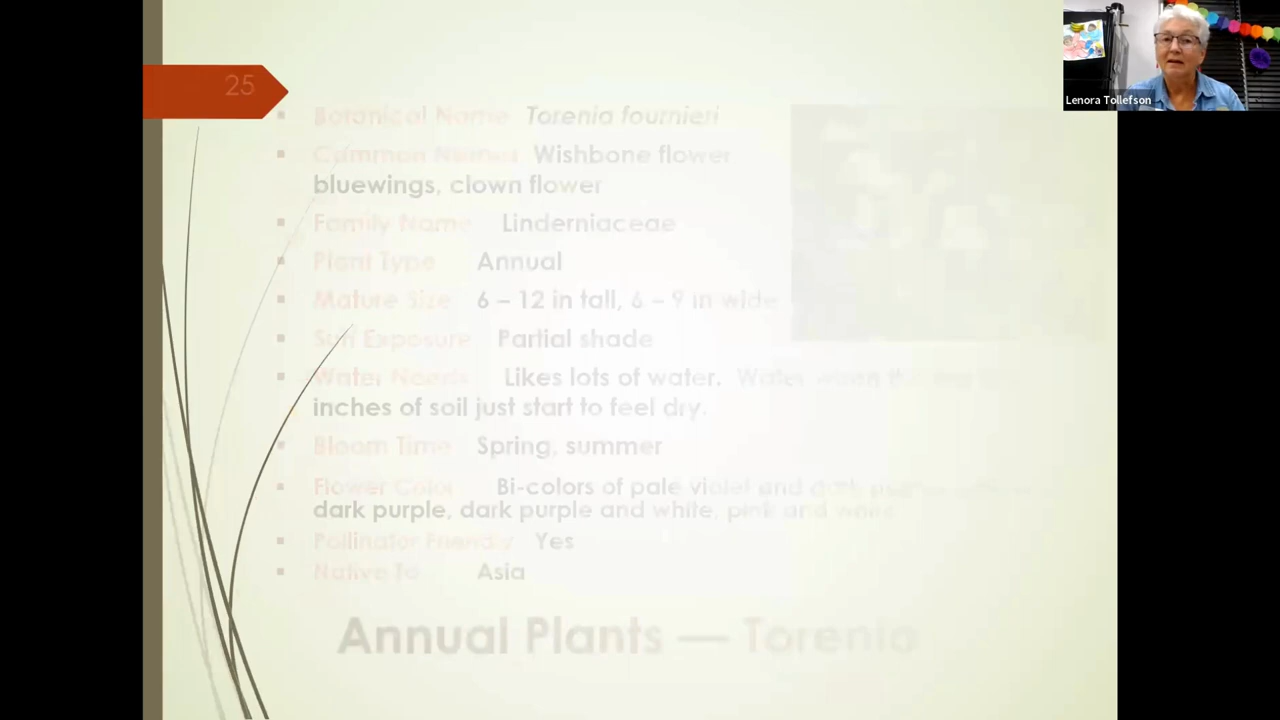 25
Lenora Tollefson
Botanical Name Torenia fournieri
Common Names Wishbone flower
bluewings, clown flower
Family Name Linderniaceae
Plant Type Annual
Mature Size 6 – 12 in tall, 6 – 9 in wide
Sun Exposure Partial shade
Water Needs Likes lots of water. Water when the top
inches of soil just start to feel dry.
Bloom Time Spring, summer
Flower Color Bi-colors of pale violet and dark purple
dark purple, dark purple and white, pink and white
Pollinator Friendly Yes
Native To Asia
Annual Plants — Torenia